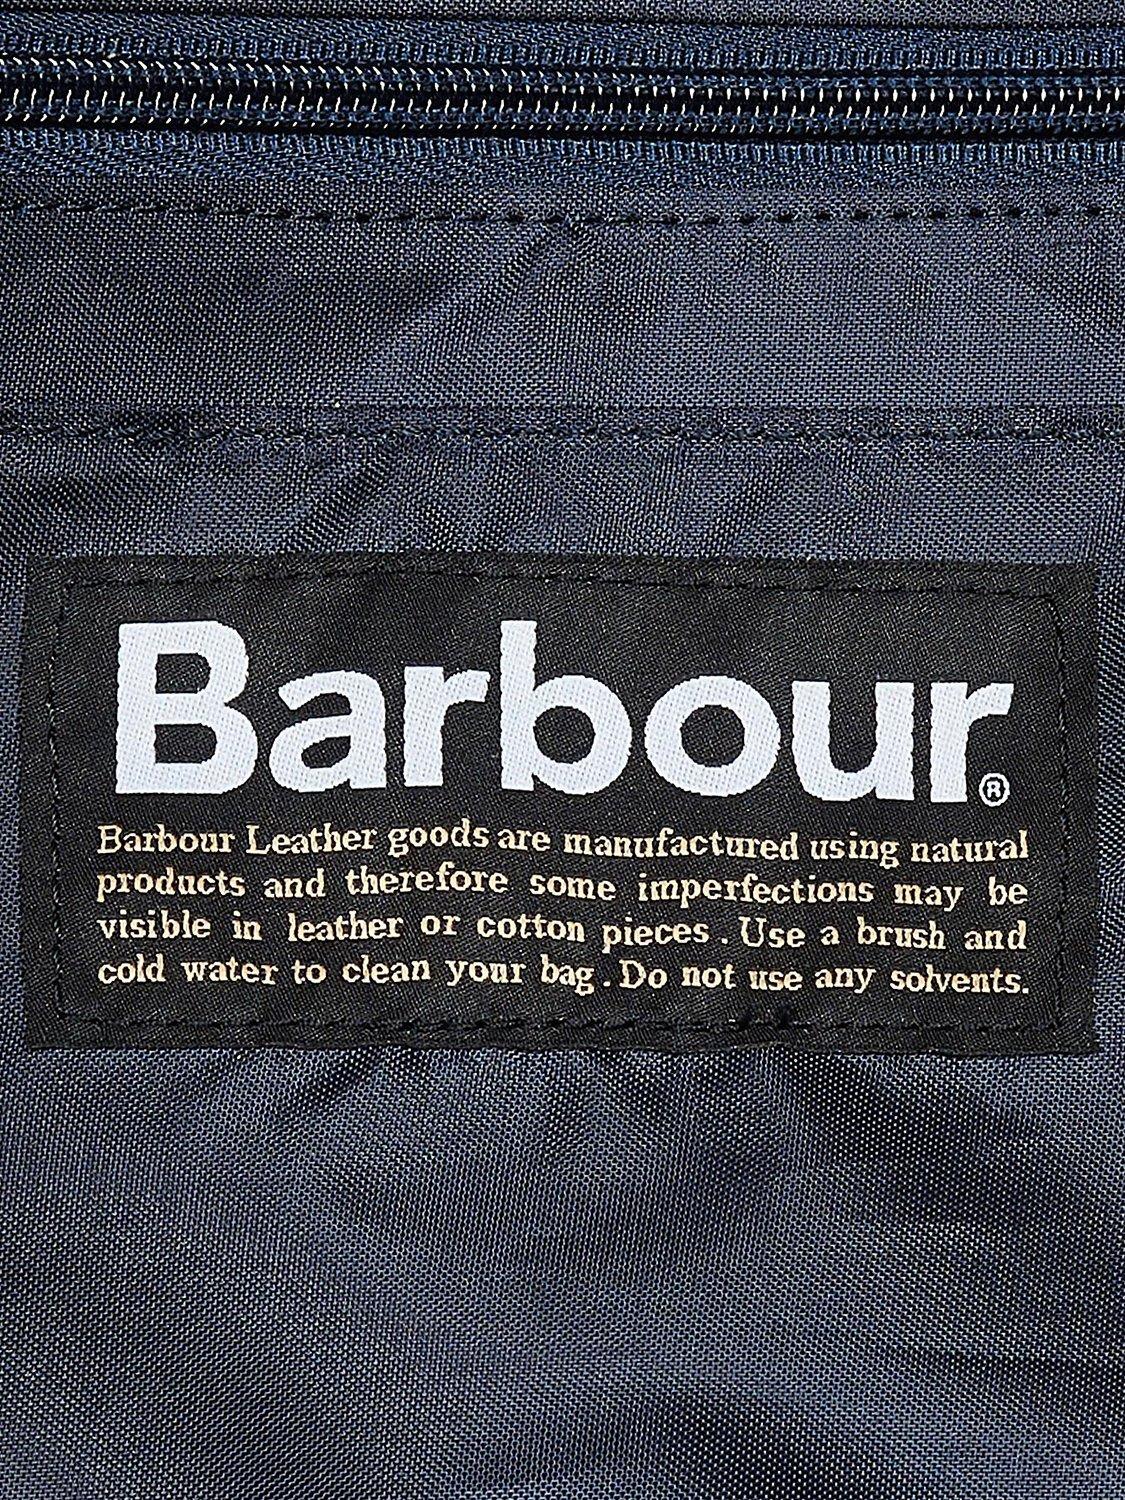 Barbour®
Barbour Leather goods are manufactured using natural
products and therefore some imperfections may be
visible in leather or cotton pieces . Use a brush and
cold water to clean your bag . Do not use any solvents.